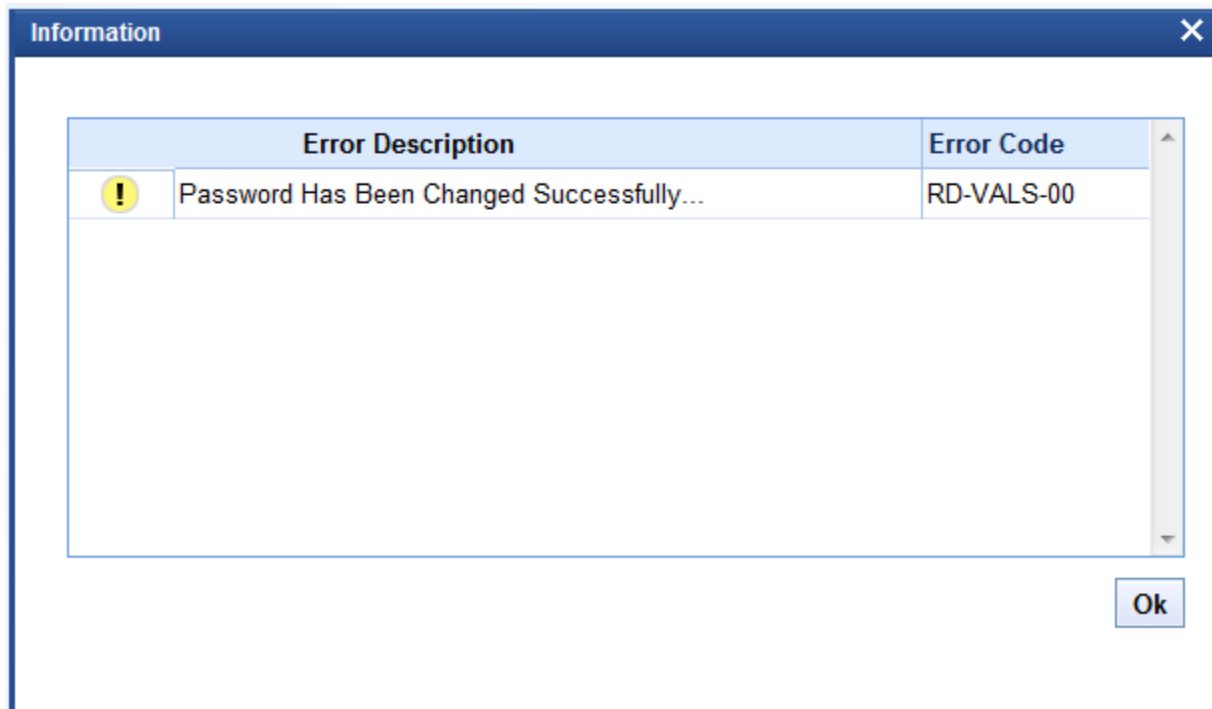 Information
Error Description Error Code
! Password Has Been Changed Successfully... RD-VALS-00
Ok